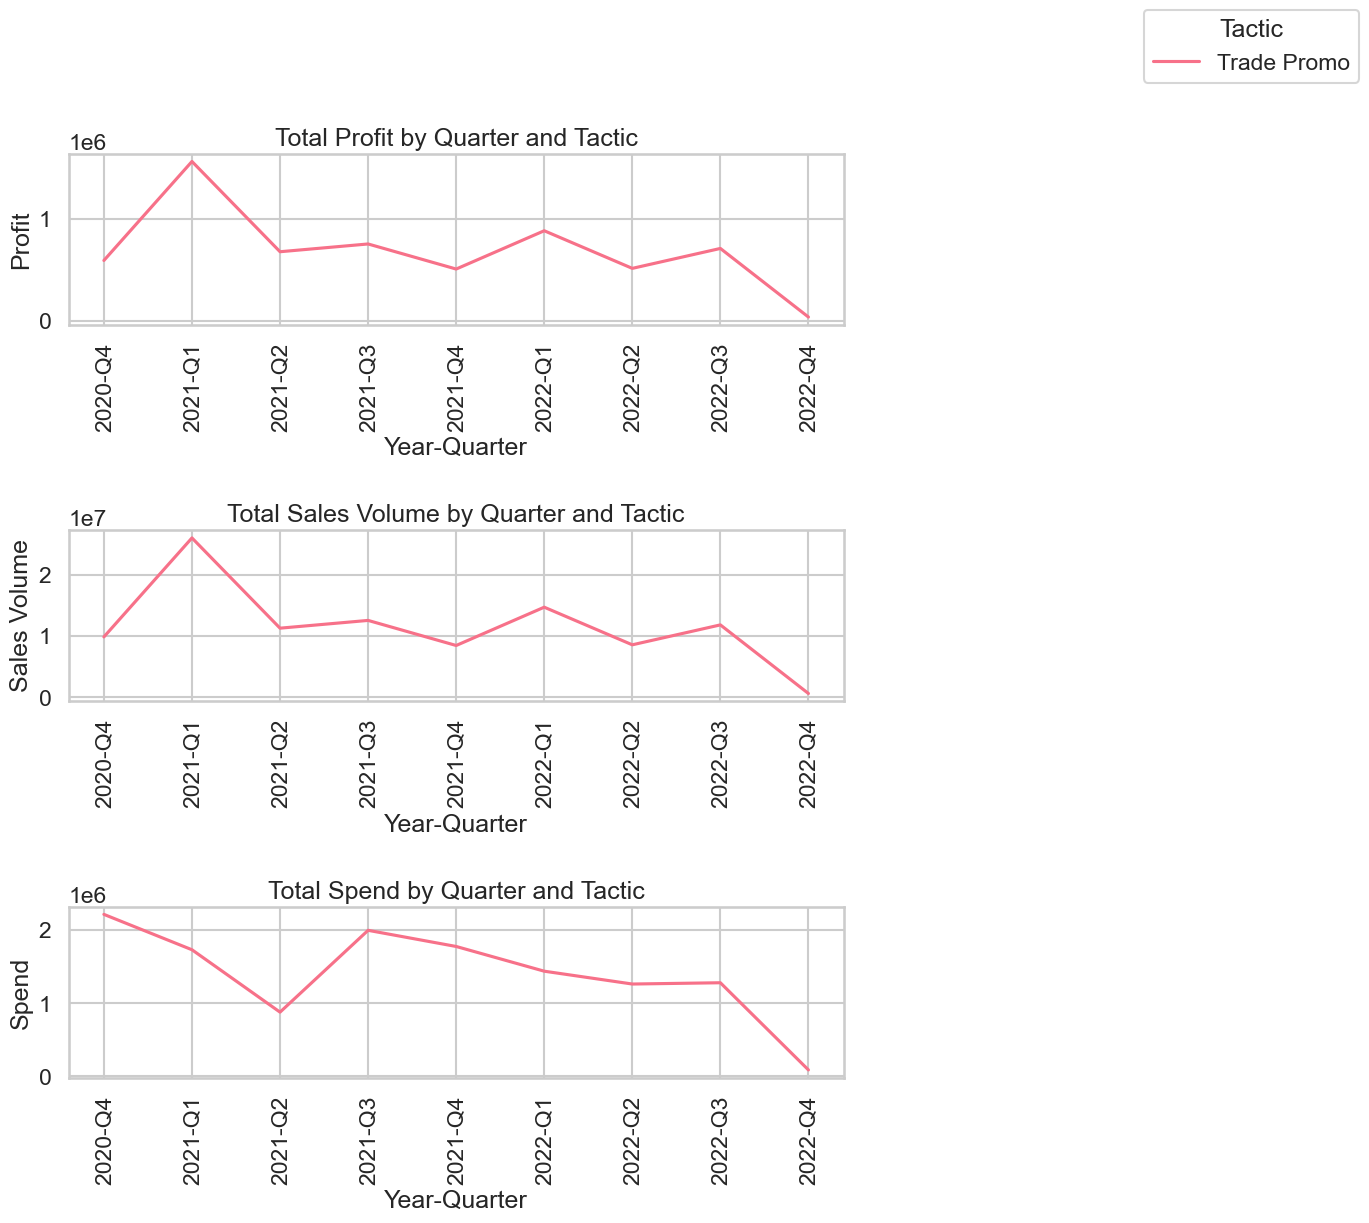 Tactic
Trade Promo
Total Profit by Quarter and Tactic
1e6
Profit
1
0
2020-Q4
2021-Q1
2021-Q2
2021-Q3
2021-Q4
2022-Q1
2022-Q2
2022-Q3
2022-Q4
Year-Quarter
Total Sales Volume by Quarter and Tactic
1e7
Sales Volume
2
1
0
2020-Q4
2021-Q1
2021-Q2
2021-Q3
2021-Q4
2022-Q1
2022-Q2
2022-Q3
2022-Q4
Year-Quarter
Total Spend by Quarter and Tactic
1e6
Spend
2
1
0
2020-Q4
2021-Q1
2021-Q2
2021-Q3
2021-Q4
2022-Q1
2022-Q2
2022-Q3
2022-Q4
Year-Quarter